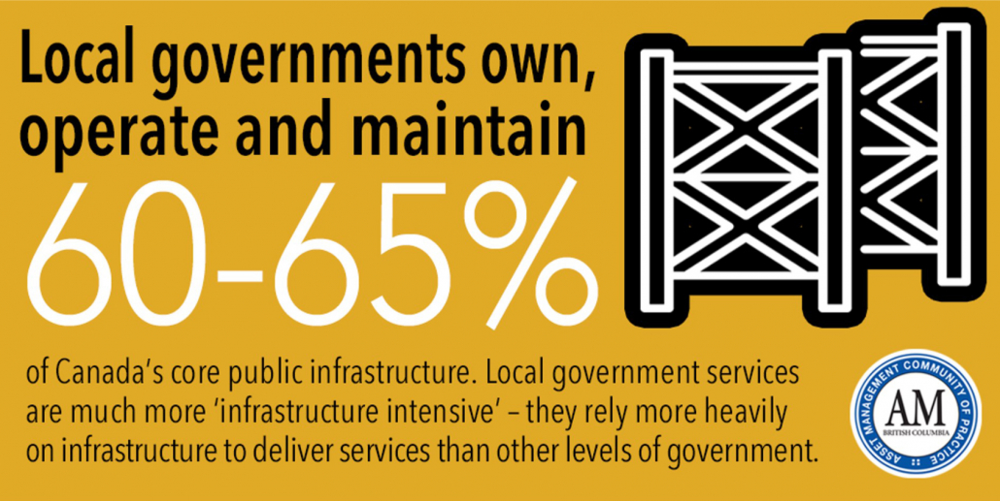 Local governments own,
operate and maintain
60–65%
of Canada’s core public infrastructure. Local government services
are much more ‘infrastructure intensive’ – they rely more heavily
on infrastructure to deliver services than other levels of government.
ASSET MANAGEMENT COMMUNITY OF PRACTICE
AM
BRITISH COLUMBIA